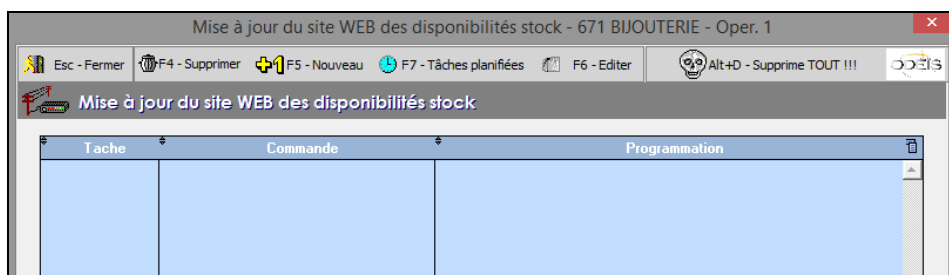 Mise à jour du site WEB des disponibilités stock - 671 BIJOUTERIE - Oper. 1
Esc - Fermer F4 - Supprimer F5 - Nouveau F7 - Tâches planifiées F6 - Editer Alt+D - Supprime TOUT !!! ODEIS
Mise à jour du site WEB des disponibilités stock
Tache Commande Programmation